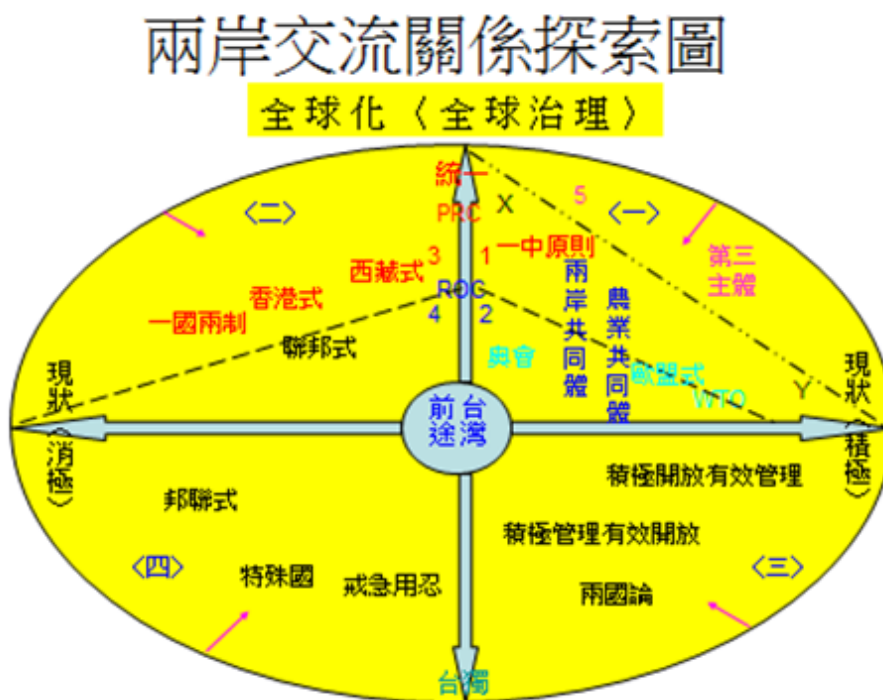 兩岸交流關係探索圖
全球化〈全球治理〉
統一
PRC
X
5
〈二〉
〈一〉
第三
主體
3
1
一中原則
西藏式
香港式
一國兩制
ROC
4
2
兩岸共同體
農業共同體
聯邦式
奧會
歐盟式
WTO
Y
現狀〈消極〉
現狀〈積極〉
台灣
前途
積極開放有效管理
邦聯式
積極管理有效開放
〈四〉
〈三〉
特殊國
戒急用忍
兩國論
台獨